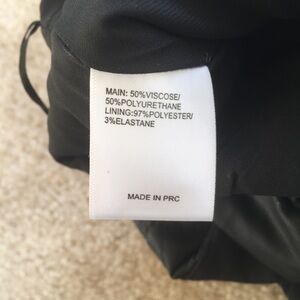 MAIN: 50%VISCOSE/
50%POLYURETHANE
LINING:97%POLYESTER/
3%ELASTANE
MADE IN PRC